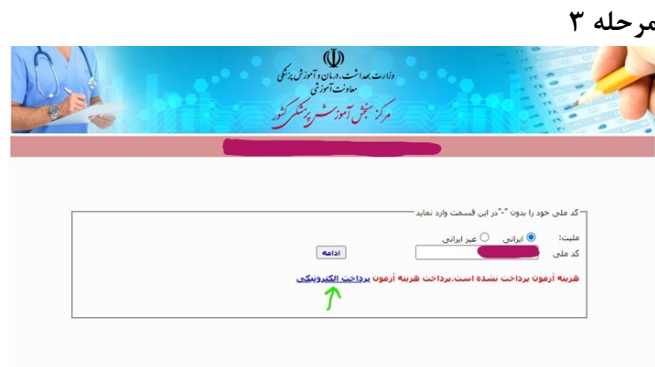 مرحله ۳
وزارت بهداشت، درمان و آموزش پزشکی
معاونت آموزشی
مرکز سنجش آموزش پزشکی کشور
کد ملی خود را بدون "-"در این قسمت وارد نماید
ملیت: ایرانی غیر ایرانی
کد ملی ادامه
هزینه آزمون پرداخت نشده است.پرداخت هزینه آزمون پرداخت الکترونیکی